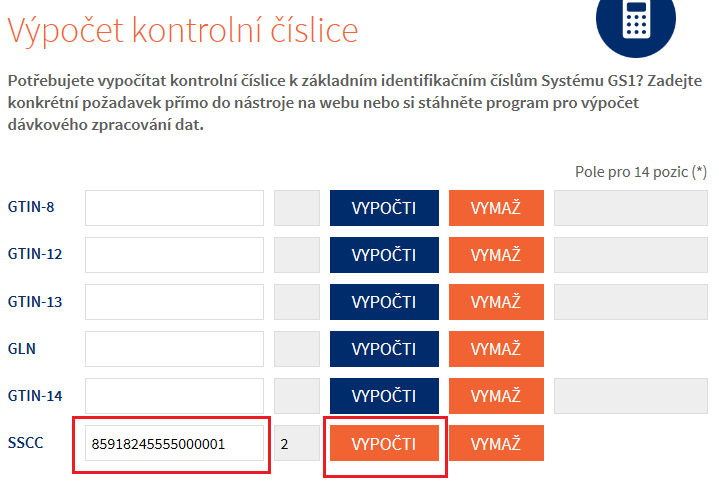 Výpočet kontrolní číslice
Potřebujete vypočítat kontrolní číslice k základním identifikačním číslům Systému GS1? Zadejte
konkrétní požadavek přímo do nástroje na webu nebo si stáhněte program pro výpočet
dávkového zpracování dat.
Pole pro 14 pozic (*)
GTIN-8 VYPOČTI VYMAŽ
GTIN-12 VYPOČTI VYMAŽ
GTIN-13 VYPOČTI VYMAŽ
GLN VYPOČTI VYMAŽ
GTIN-14 VYPOČTI VYMAŽ
SSCC 85918245555000001 2 VYPOČTI VYMAŽ